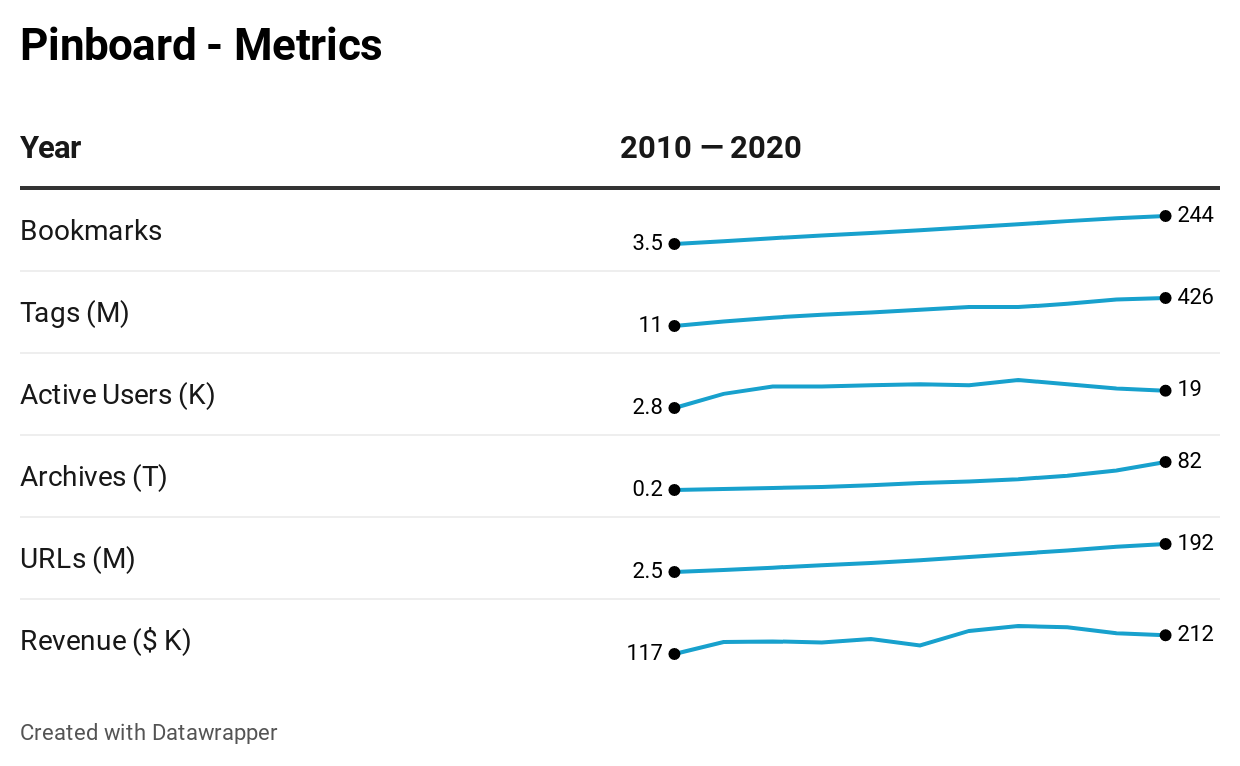 Pinboard - Metrics
Year 2010 — 2020
Bookmarks 3.5 244
Tags (M) 11 426
Active Users (K) 2.8 19
Archives (T) 0.2 82
URLs (M) 2.5 192
Revenue ($ K) 117 212
Created with Datawrapper